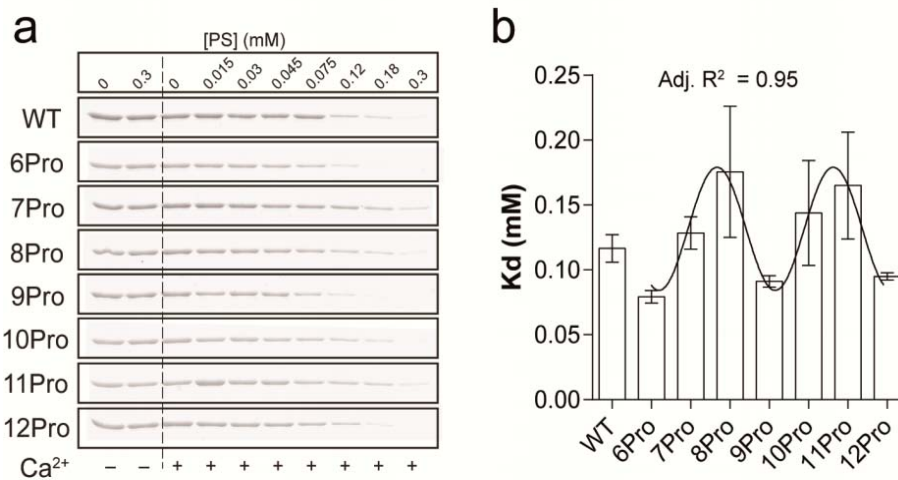 a
[PS] (mM)
0 0.3 0 0.015 0.03 0.045 0.075 0.12 0.18 0.3
WT
6Pro
7Pro
8Pro
9Pro
10Pro
11Pro
12Pro
Ca²⁺ – – + + + + + + + +
b
Adj. R² = 0.95
Kd (mM)
0.25
0.20
0.15
0.10
0.05
0.00
WT 6Pro 7Pro 8Pro 9Pro 10Pro 11Pro 12Pro